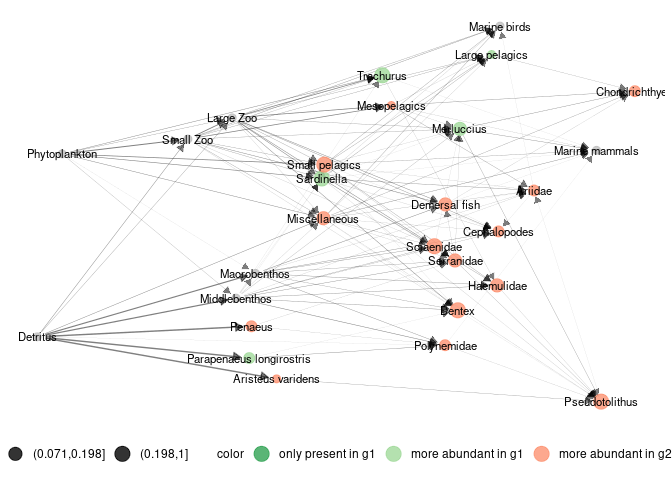 Marine birds
Large pelagics
Trachurus
Chondrichthye
Mesopelagics
Large Zoo
Merluccius
Small Zoo
Phytoplankton
Marine mammals
Small pelagics
Sardinella
Ariidae
Demersal fish
Miscellaneous
Cephalopodes
Sciaenidae
Serranidae
Macrobenthos
Haemulidae
Middlebenthos
Dentex
Penaeus
Detritus
Polynemidae
Parapenaeus longirostris
Aristeus varidens
Pseudotolithus
(0.071,0.198] (0.198,1] color only present in g1 more abundant in g1 more abundant in g2